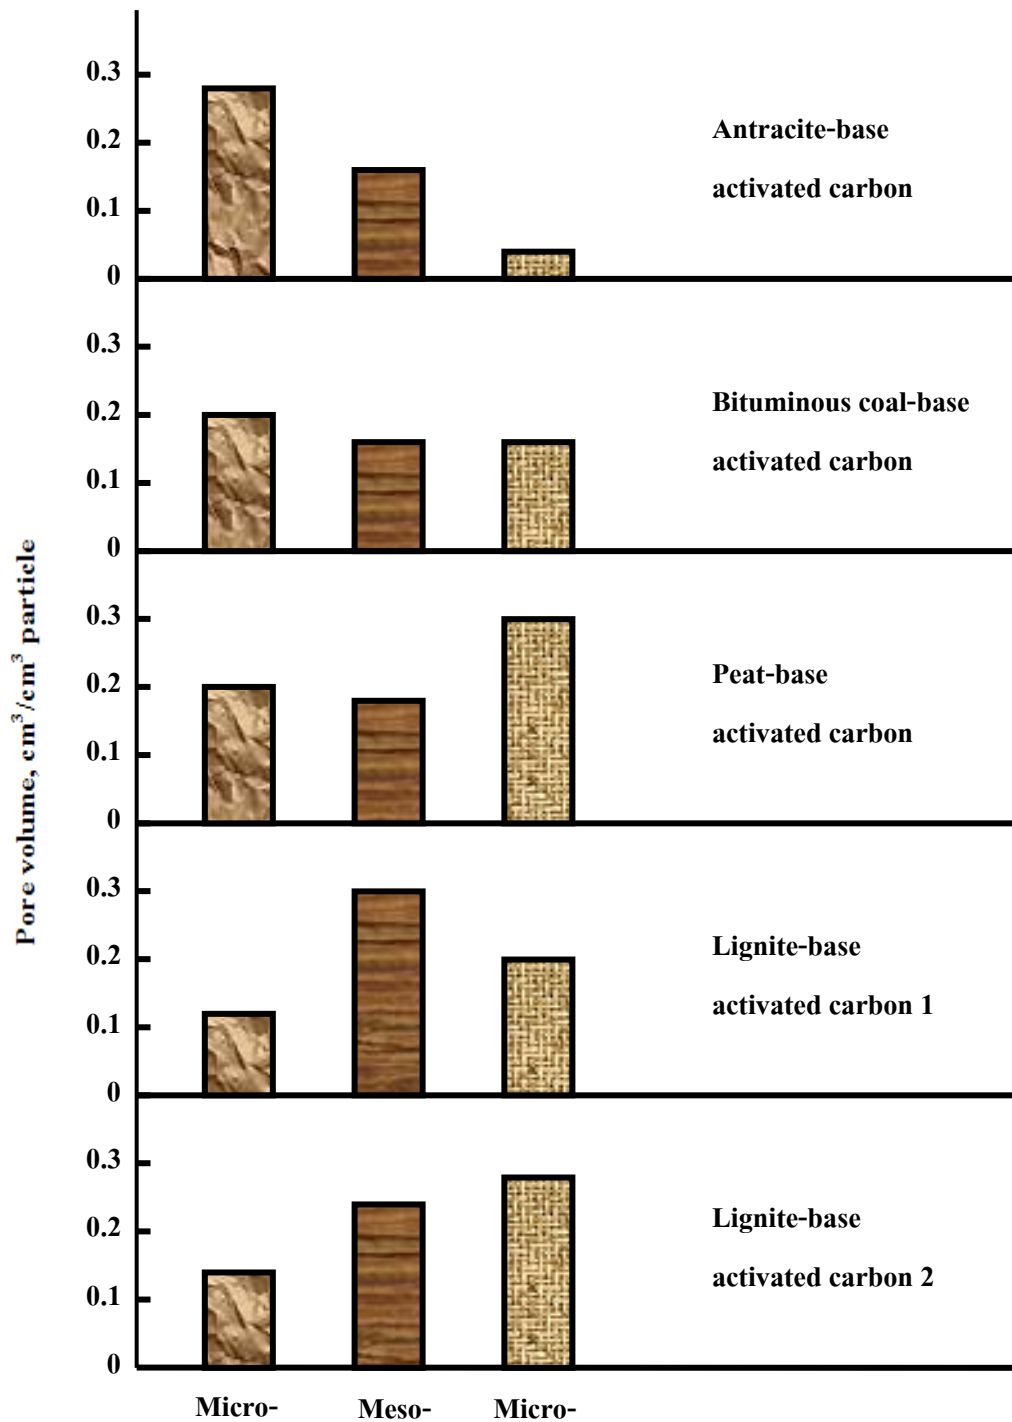 0.3
0.2
0.1
0
Antracite-base
activated carbon
0.3
0.2
0.1
0
Bituminous coal-base
activated carbon
0.3
0.2
0.1
0
Peat-base
activated carbon
0.3
0.2
0.1
0
Lignite-base
activated carbon 1
0.3
0.2
0.1
0
Lignite-base
activated carbon 2
Micro- Meso- Micro-
Pore volume, cm³/cm³ particle